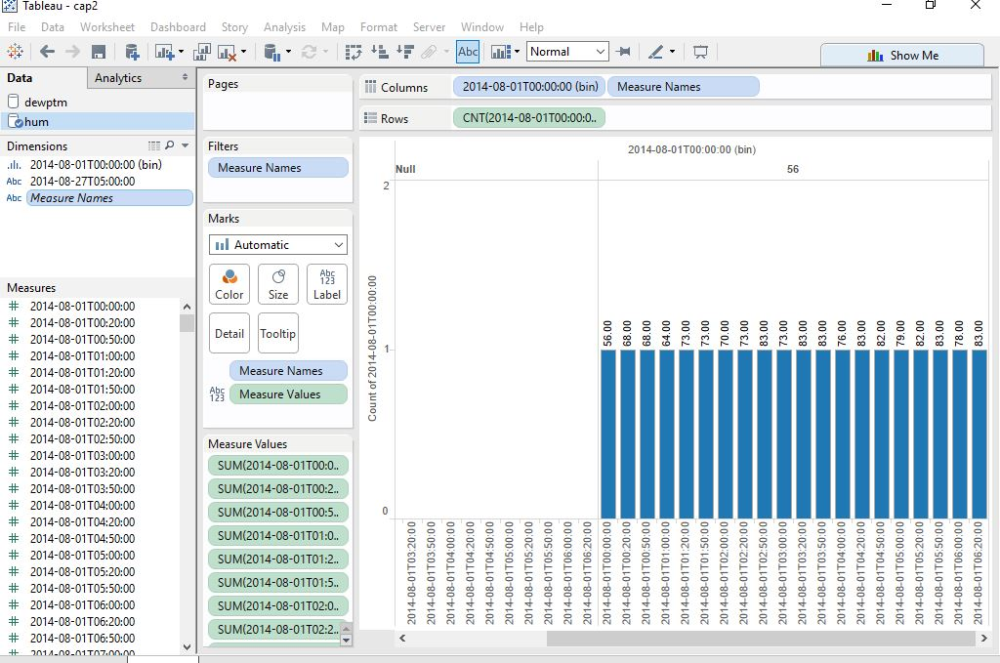 Tableau - cap2
File Data Worksheet Dashboard Story Analysis Map Format Server Window Help
Abc Normal Show Me
Data Analytics
dewptm
hum
Dimensions
2014-08-01T00:00:00 (bin)
Abc 2014-08-27T05:00:00
Abc Measure Names
Measures
2014-08-01T00:00:00
2014-08-01T00:20:00
2014-08-01T00:50:00
2014-08-01T01:00:00
2014-08-01T01:20:00
2014-08-01T01:50:00
2014-08-01T02:00:00
2014-08-01T02:20:00
2014-08-01T02:50:00
2014-08-01T03:00:00
2014-08-01T03:20:00
2014-08-01T03:50:00
2014-08-01T04:00:00
2014-08-01T04:20:00
2014-08-01T04:50:00
2014-08-01T05:00:00
2014-08-01T05:20:00
2014-08-01T05:50:00
2014-08-01T06:00:00
2014-08-01T06:20:00
2014-08-01T06:50:00
2014-08-01T07:00:00
Pages
Filters
Measure Names
Marks
Automatic
Color Size Abc 123 Label
Detail Tooltip
Measure Names
Abc 123 Measure Values
Measure Values
SUM(2014-08-01T00:0..
SUM(2014-08-01T00:2..
SUM(2014-08-01T00:5..
SUM(2014-08-01T01:0..
SUM(2014-08-01T01:2..
SUM(2014-08-01T01:5..
SUM(2014-08-01T02:0..
SUM(2014-08-01T02:2..
Columns 2014-08-01T00:00:00 (bin) Measure Names
Rows CNT(2014-08-01T00:00:0..
2014-08-01T00:00:00 (bin)
Null 56
2
1
0
Count of 2014-08-01T00:00:00
56.00
68.00
68.00
64.00
73.00
73.00
70.00
73.00
83.00
73.00
83.00
83.00
76.00
83.00
82.00
79.00
82.00
83.00
78.00
83.00
2014-08-01T03:20:00
2014-08-01T03:50:00
2014-08-01T04:00:00
2014-08-01T04:20:00
2014-08-01T04:50:00
2014-08-01T05:00:00
2014-08-01T05:20:00
2014-08-01T05:50:00
2014-08-01T06:00:00
2014-08-01T06:20:00
2014-08-01T00:00:00
2014-08-01T00:20:00
2014-08-01T00:50:00
2014-08-01T01:00:00
2014-08-01T01:20:00
2014-08-01T01:50:00
2014-08-01T02:00:00
2014-08-01T02:20:00
2014-08-01T02:50:00
2014-08-01T03:00:00
2014-08-01T03:20:00
2014-08-01T03:50:00
2014-08-01T04:00:00
2014-08-01T04:20:00
2014-08-01T04:50:00
2014-08-01T05:00:00
2014-08-01T05:20:00
2014-08-01T05:50:00
2014-08-01T06:00:00
2014-08-01T06:20:00